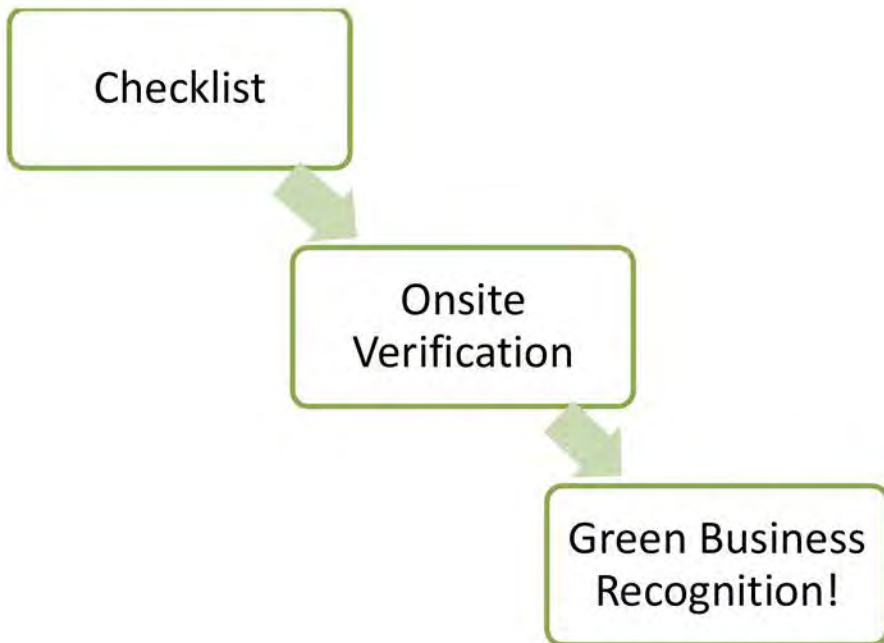 Checklist
Onsite
Verification
Green Business
Recognition!